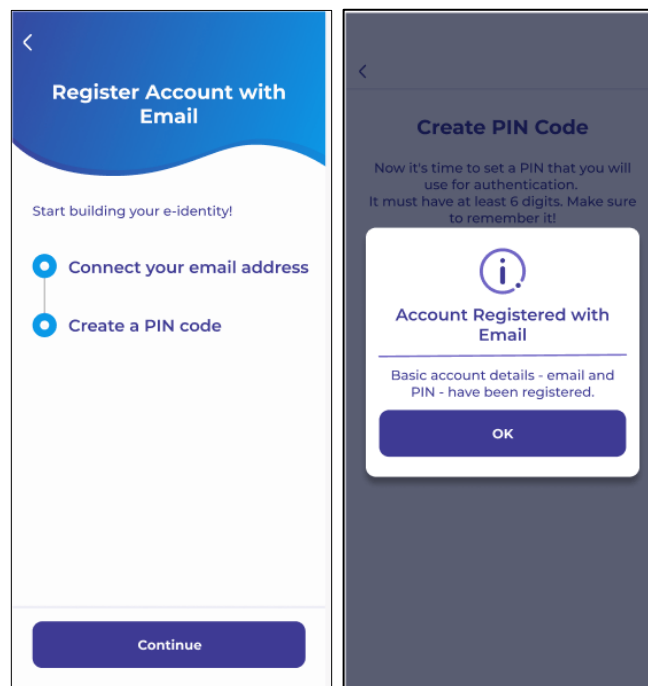 Register Account with
Email
Start building your e-identity!
Connect your email address
Create a PIN code
Continue
Create PIN Code
Now it's time to set a PIN that you will
use for authentication.
It must have at least 6 digits. Make sure
to remember it!
Account Registered with
Email
Basic account details - email and
PIN - have been registered.
OK